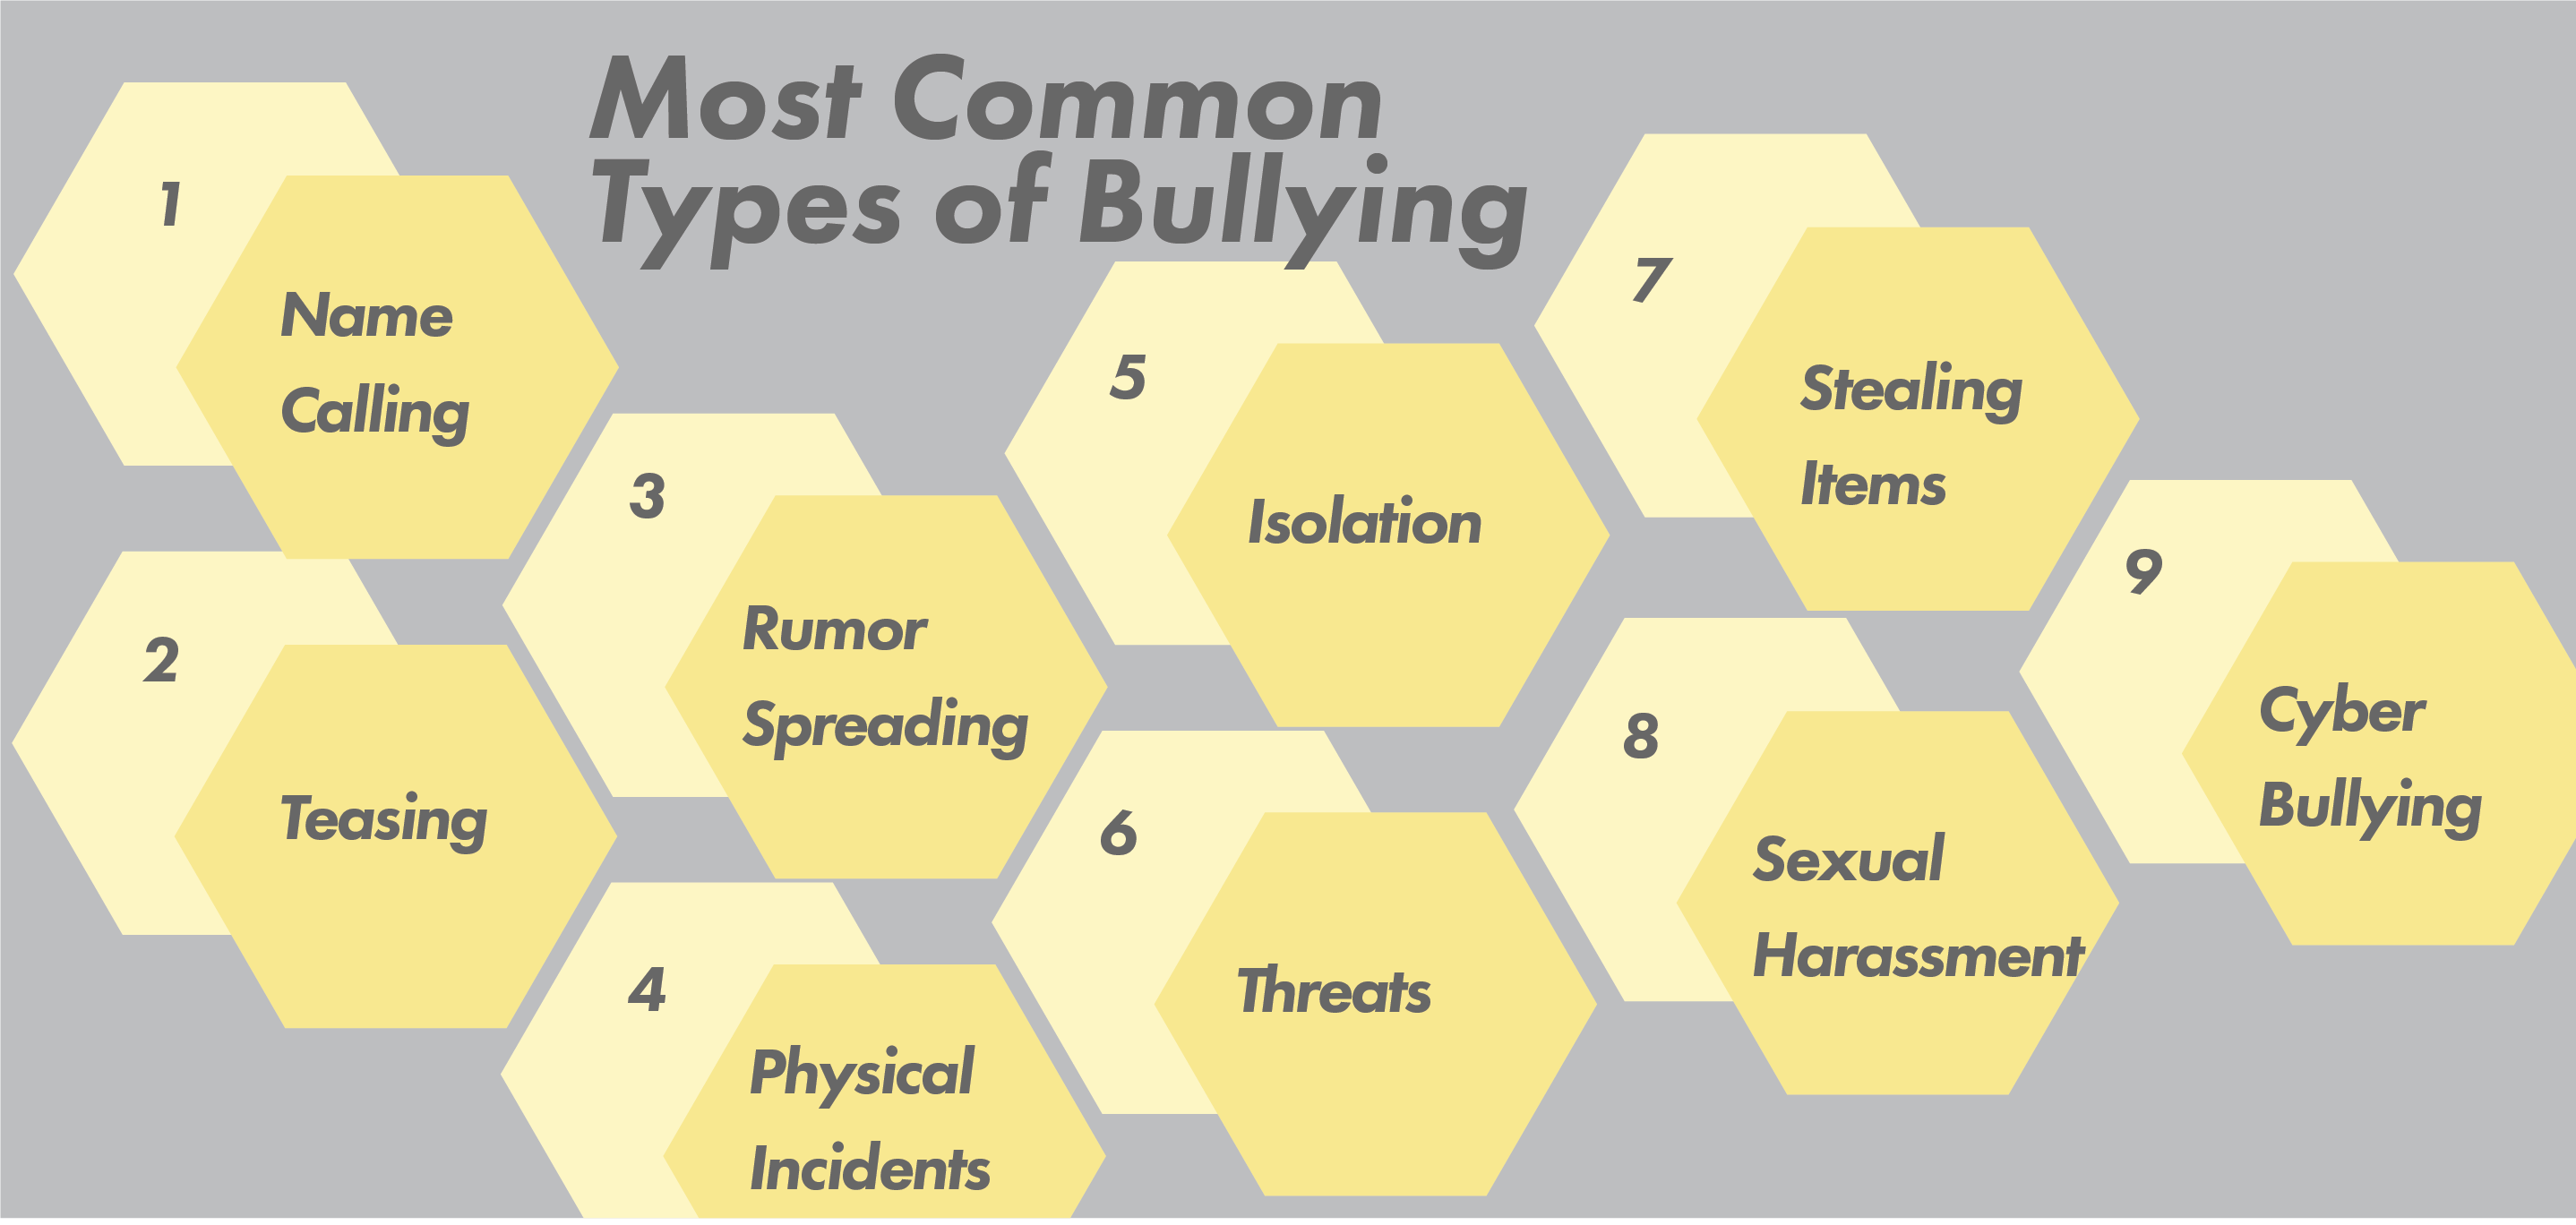 Most Common
Types of Bullying
1
Name
Calling
2
Teasing
3
Rumor
Spreading
4
Physical
Incidents
5
Isolation
6
Threats
7
Stealing
Items
8
Sexual
Harassment
9
Cyber
Bullying